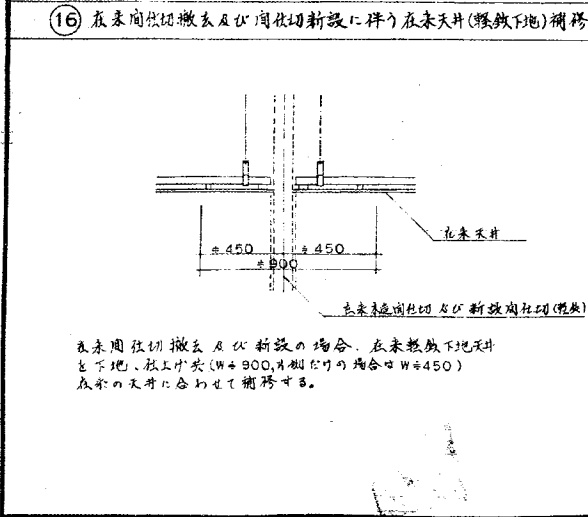 ⑯ 在来間仕切撤去及び間仕切新設に伴う在来天井(軽鉄下地)補修
≒450 ≒450
≒900
在来天井
在来木造間仕切 及び 新設間仕切(軽鉄)
在来間仕切撤去及び新設の場合、在来軽鉄下地天井
を下地、仕上げ共(W≒900,片側だけの場合はW≒450)
在来の天井に合わせて補修する。